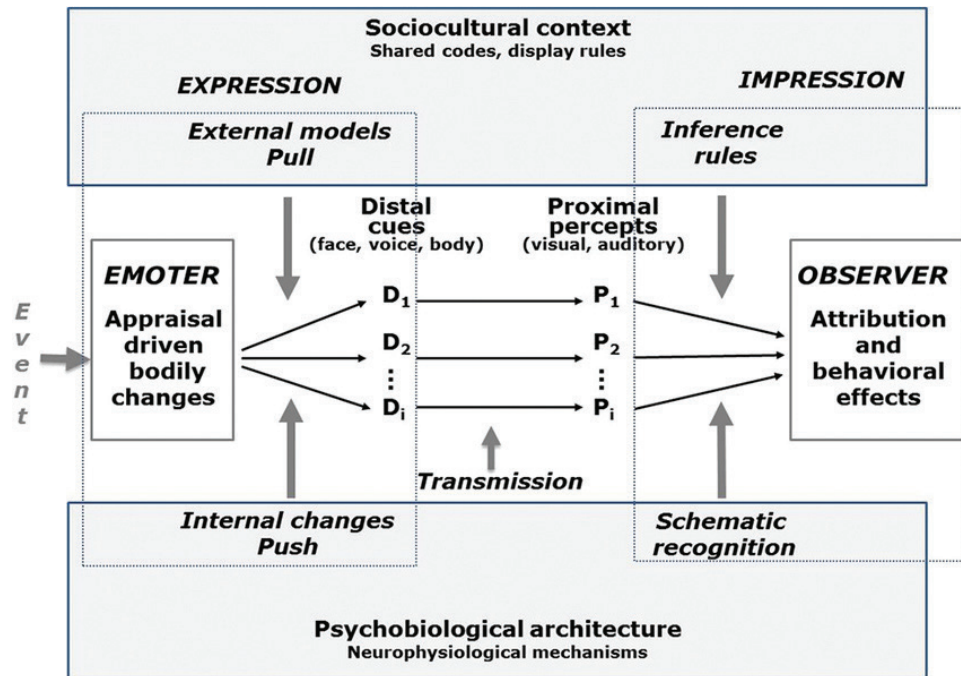 Sociocultural context
Shared codes, display rules
EXPRESSION
IMPRESSION
External models
Pull
Inference
rules
Distal
cues
(face, voice, body)
Proximal
percepts
(visual, auditory)
Event
EMOTER
Appraisal
driven
bodily
changes
D₁
D₂
⋮
Dᵢ
P₁
P₂
⋮
Pᵢ
OBSERVER
Attribution
and
behavioral
effects
Transmission
Internal changes
Push
Schematic
recognition
Psychobiological architecture
Neurophysiological mechanisms